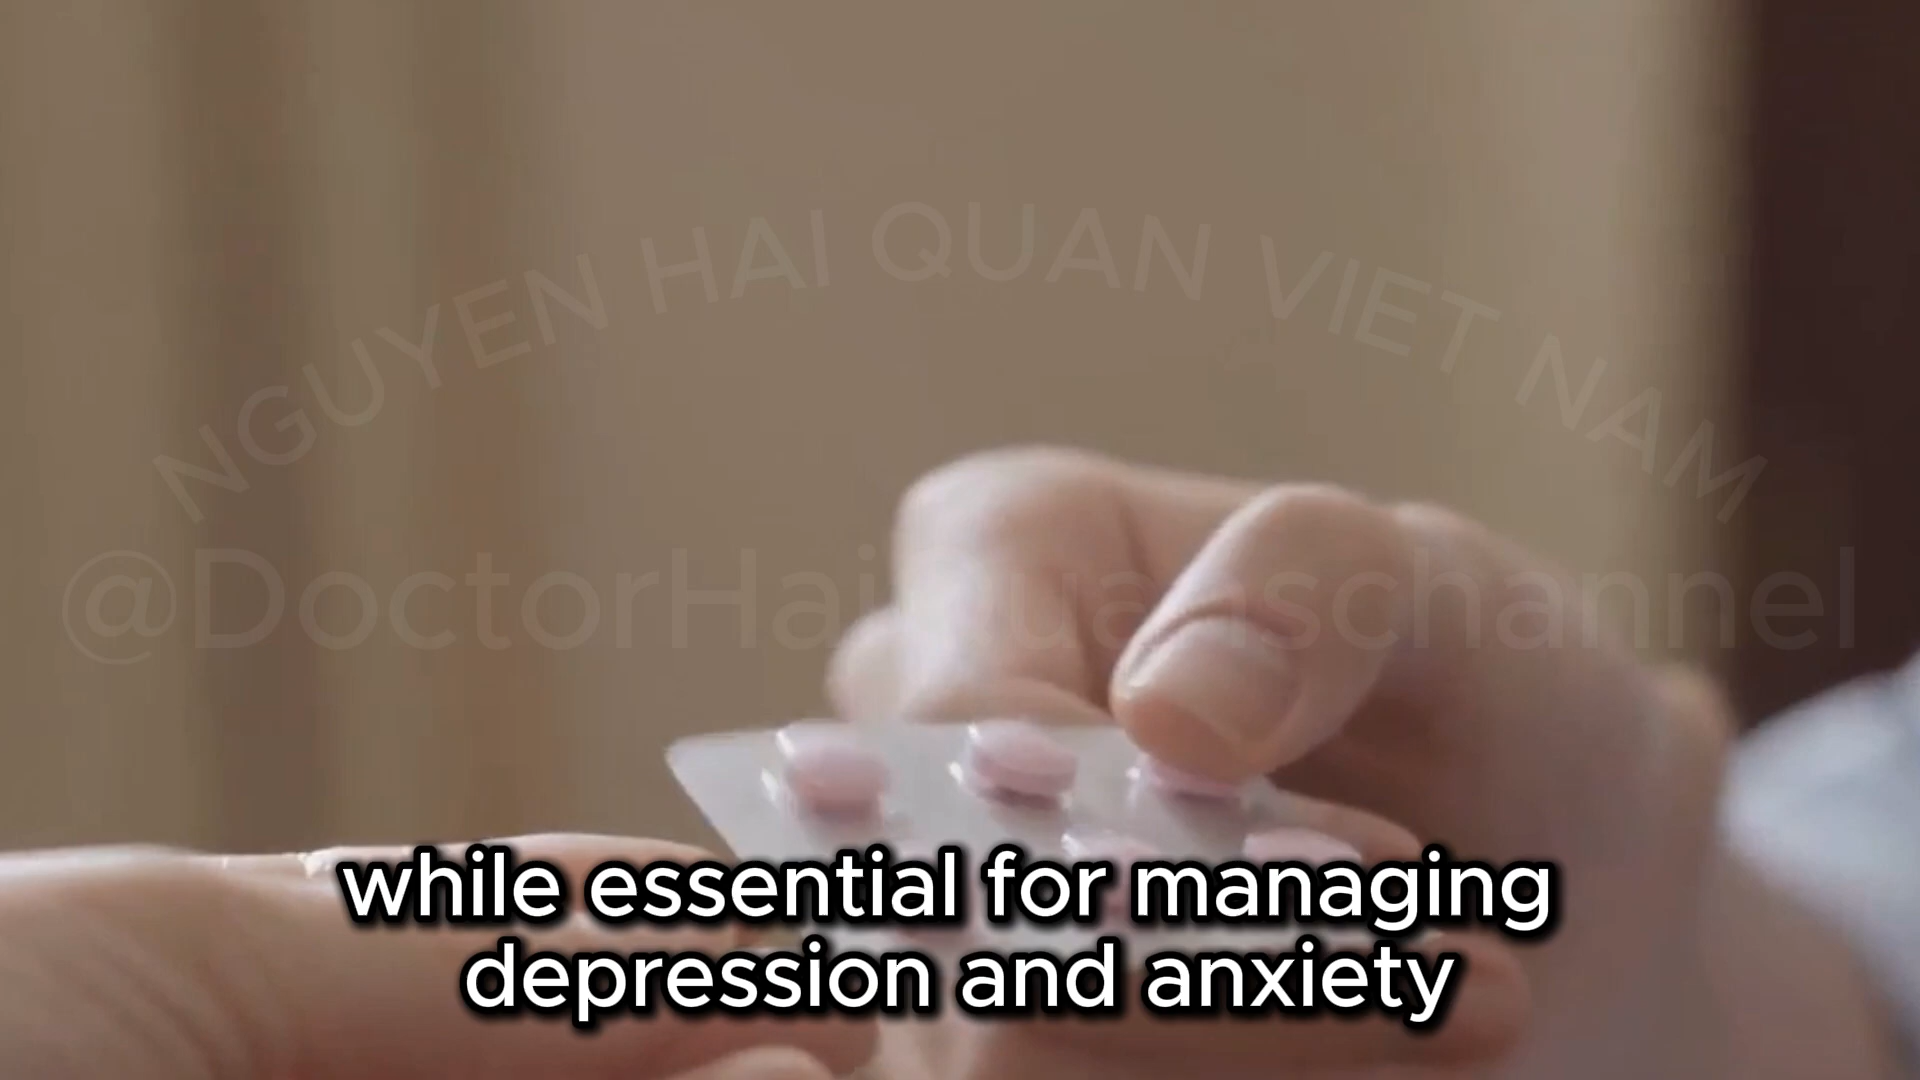 NGUYEN HAI QUAN VIET NAM
while essential for managing
depression and anxiety